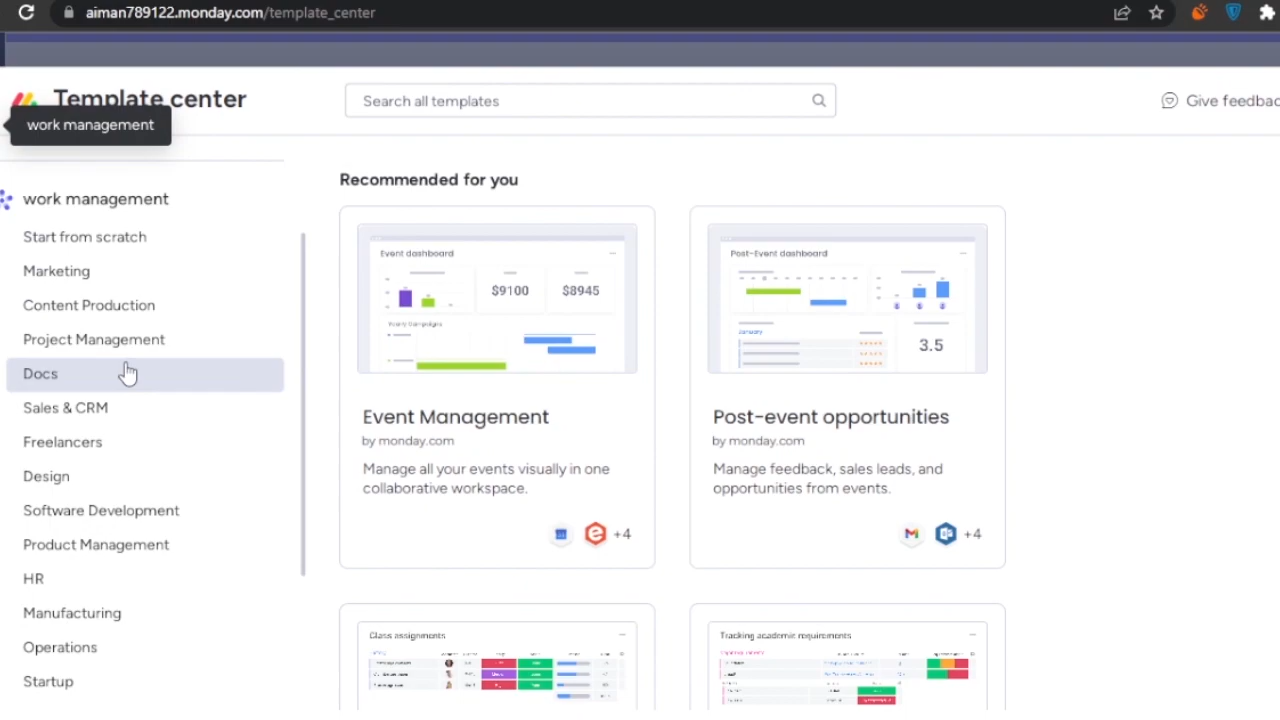 aiman789122.monday.com/template_center
Template center
Search all templates
Give feedbac
work management
work management
Start from scratch
Marketing
Content Production
Project Management
Docs
Sales & CRM
Freelancers
Design
Software Development
Product Management
HR
Manufacturing
Operations
Startup
Recommended for you
Event dashboard
$9100
$8945
Yearly Campaigns
Event Management
by monday.com
Manage all your events visually in one
collaborative workspace.
+4
Post-Event dashboard
January
3.5
Post-event opportunities
by monday.com
Manage feedback, sales leads, and
opportunities from events.
+4
Class assignments
Tracking academic requirements